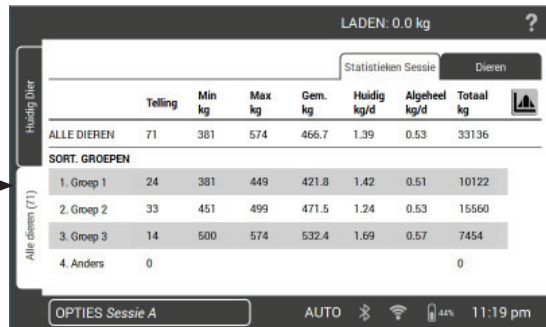 LADEN: 0.0 kg ?
Huidig Dier
Alle dieren (71)
Statistieken Sessie Dieren
Telling Min kg Max kg Gem. kg Huidig kg/d Algeheel kg/d Totaal kg
ALLE DIEREN 71 381 574 466.7 1.39 0.53 33136
SORT. GROEPEN
1. Groep 1 24 381 449 421.8 1.42 0.51 10122
2. Groep 2 33 451 499 471.5 1.24 0.53 15560
3. Groep 3 14 500 574 532.4 1.69 0.57 7454
4. Anders 0 0
OPTIES Sessie A AUTO 44% 11:19 pm